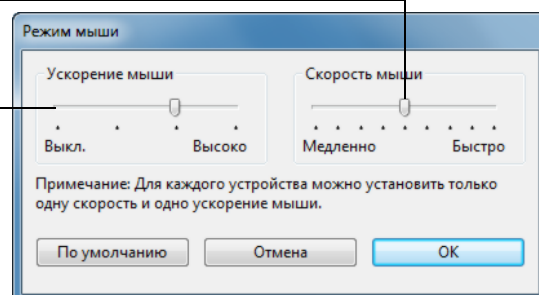 Режим мыши
Ускорение мыши
Скорость мыши
Выкл. Высоко
Медленно Быстро
Примечание: Для каждого устройства можно установить только
одну скорость и одно ускорение мыши.
По умолчанию
Отмена
OK